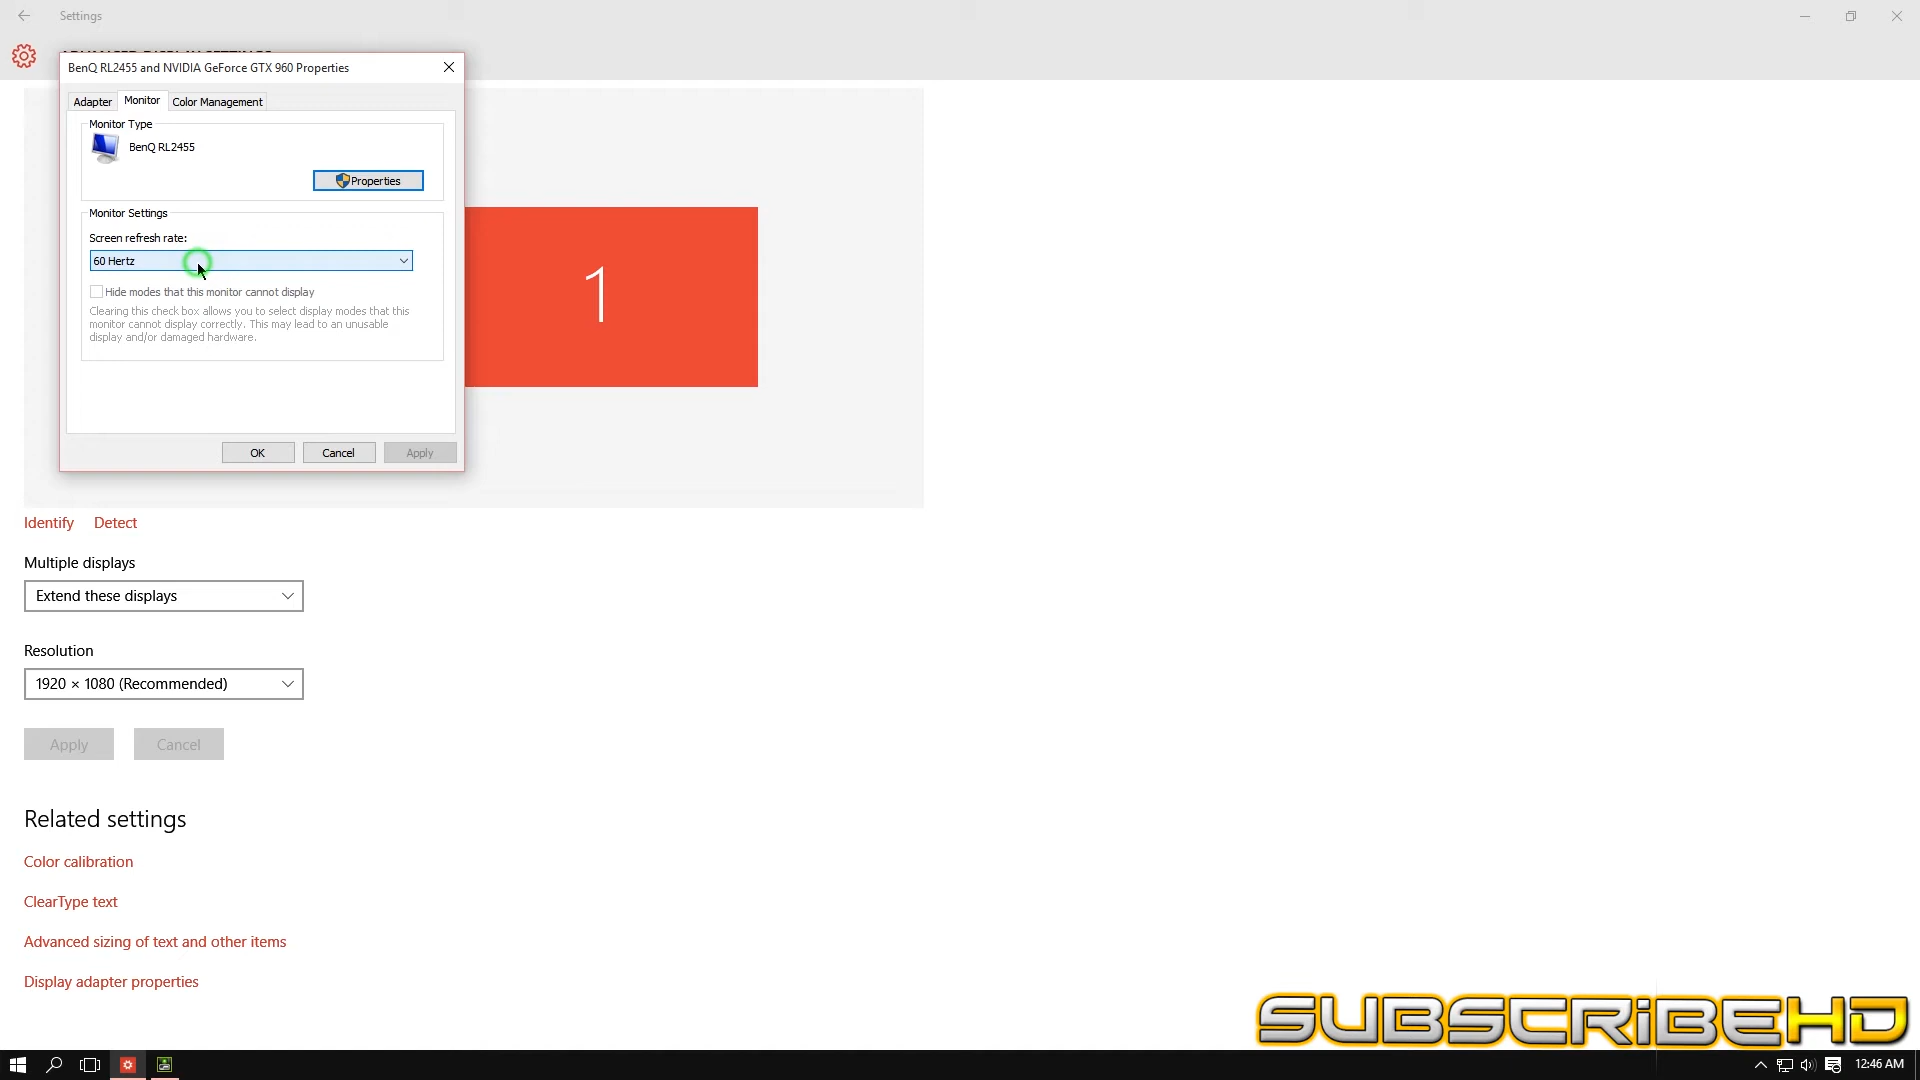 Settings
ADVANCED DISPLAY SETTINGS
BenQ RL2455 and NVIDIA GeForce GTX 960 Properties
Adapter
Monitor
Color Management
Monitor Type
BenQ RL2455
Properties
Monitor Settings
Screen refresh rate:
60 Hertz
Hide modes that this monitor cannot display
Clearing this check box allows you to select display modes that this
monitor cannot display correctly. This may lead to an unusable
display and/or damaged hardware.
OK
Cancel
Apply
1
Identify
Detect
Multiple displays
Extend these displays
Resolution
1920 × 1080 (Recommended)
Apply
Cancel
Related settings
Color calibration
ClearType text
Advanced sizing of text and other items
Display adapter properties
SUBSCRiBEHD
12:46 AM